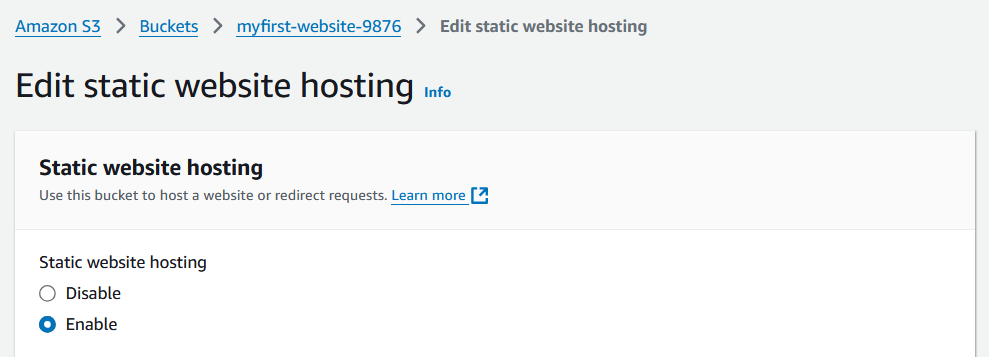 Amazon S3 > Buckets > myfirst-website-9876 > Edit static website hosting
Edit static website hosting Info
Static website hosting
Use this bucket to host a website or redirect requests. Learn more
Static website hosting
Disable
Enable